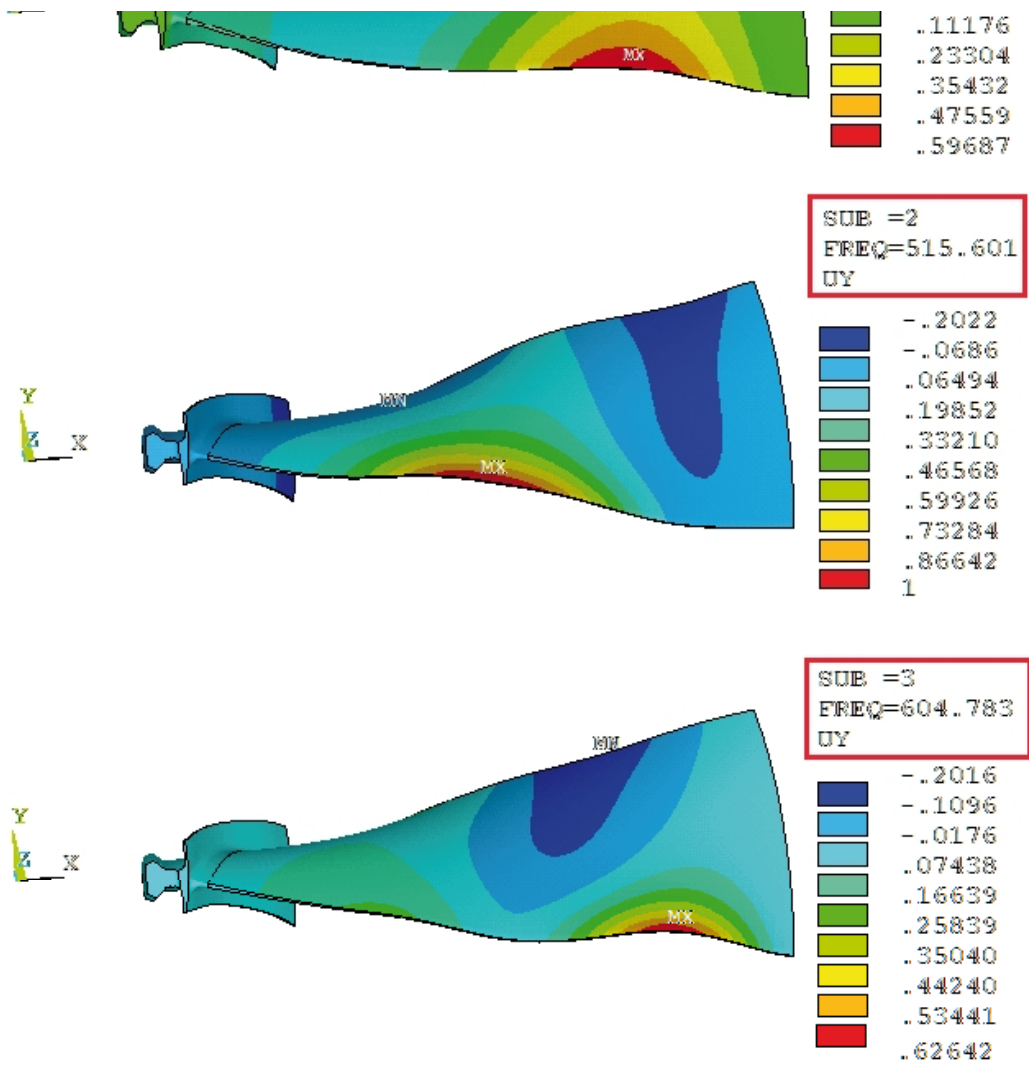 .11176
.23304
MX
.35432
.47559
.59687
SUB =2
FREQ=515.601
UY
-.2022
-.0686
.06494
.19852
.33210
.46568
.59926
.73284
.86642
1
MN
MX
Y
Z X
SUB =3
FREQ=604.783
UY
-.2016
-.1096
-.0176
.07438
.16639
.25839
.35040
.44240
.53441
.62642
MN
MX
Y
Z X